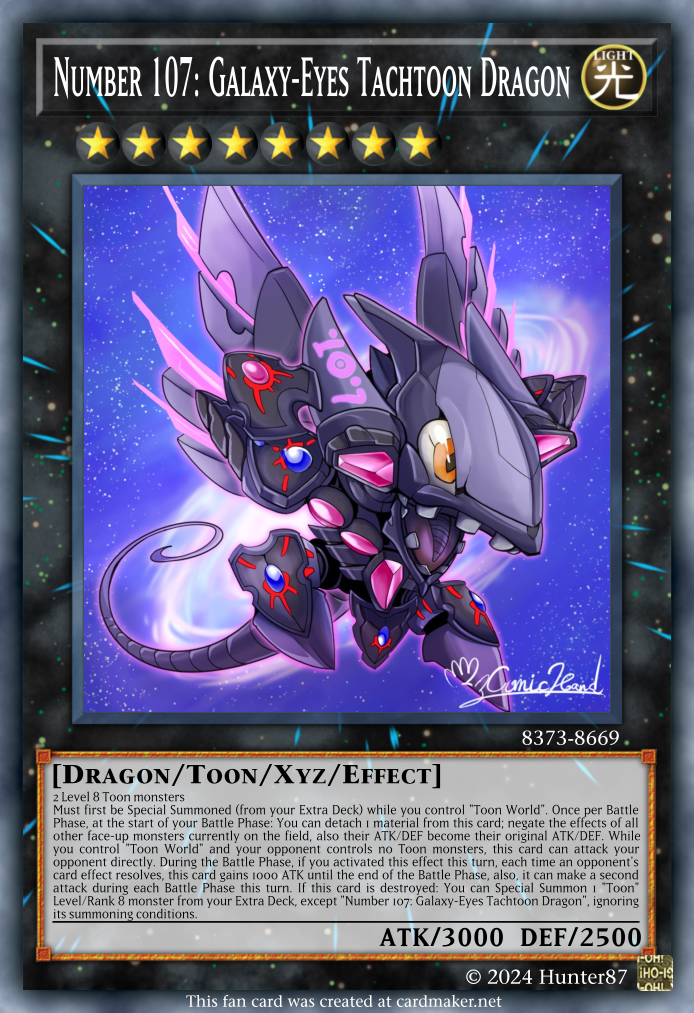 Number 107: Galaxy-Eyes Tachtoon Dragon
LIGHT
光
107
ComicZLand
8373-8669
[Dragon/Toon/Xyz/Effect]
2 Level 8 Toon monsters
Must first be Special Summoned (from your Extra Deck) while you control "Toon World". Once per Battle
Phase, at the start of your Battle Phase: You can detach 1 material from this card; negate the effects of all
other face-up monsters currently on the field, also their ATK/DEF become their original ATK/DEF. While
you control "Toon World" and your opponent controls no Toon monsters, this card can attack your
opponent directly. During the Battle Phase, if you activated this effect this turn, each time an opponent's
card effect resolves, this card gains 1000 ATK until the end of the Battle Phase, also, it can make a second
attack during each Battle Phase this turn. If this card is destroyed: You can Special Summon 1 "Toon"
Level/Rank 8 monster from your Extra Deck, except "Number 107: Galaxy-Eyes Tachtoon Dragon", ignoring
its summoning conditions.
ATK/3000 DEF/2500
© 2024 Hunter87
This fan card was created at cardmaker.net